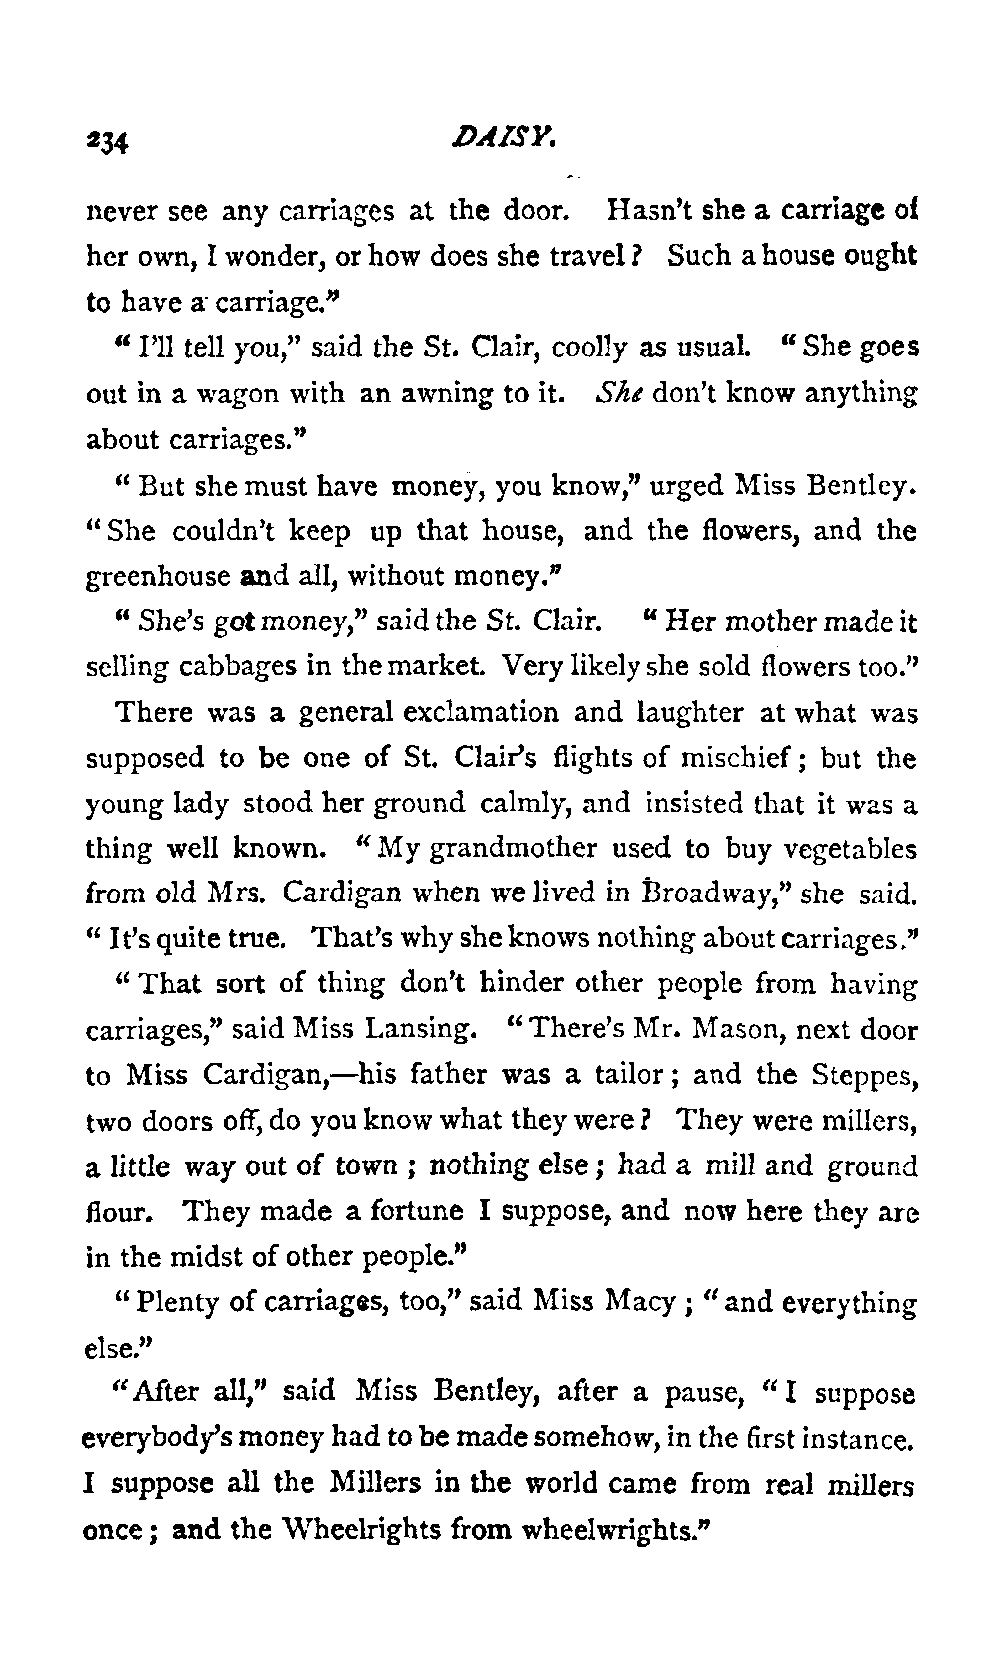 234 DAISY.
never see any carriages at the door. Hasn't she a carriage of
her own, I wonder, or how does she travel? Such a house ought
to have a carriage."
"I'll tell you," said the St. Clair, coolly as usual. "She goes
out in a wagon with an awning to it. She don't know anything
about carriages."
"But she must have money, you know," urged Miss Bentley.
"She couldn't keep up that house, and the flowers, and the
greenhouse and all, without money."
"She's got money," said the St. Clair. "Her mother made it
selling cabbages in the market. Very likely she sold flowers too."
There was a general exclamation and laughter at what was
supposed to be one of St. Clair's flights of mischief; but the
young lady stood her ground calmly, and insisted that it was a
thing well known. "My grandmother used to buy vegetables
from old Mrs. Cardigan when we lived in Broadway," she said.
"It's quite true. That's why she knows nothing about carriages."
"That sort of thing don't hinder other people from having
carriages," said Miss Lansing. "There's Mr. Mason, next door
to Miss Cardigan,—his father was a tailor; and the Steppes,
two doors off, do you know what they were? They were millers,
a little way out of town; nothing else; had a mill and ground
flour. They made a fortune I suppose, and now here they are
in the midst of other people."
"Plenty of carriages, too," said Miss Macy; "and everything
else."
"After all," said Miss Bentley, after a pause, "I suppose
everybody's money had to be made somehow, in the first instance.
I suppose all the Millers in the world came from real millers
once; and the Wheelrights from wheelwrights."